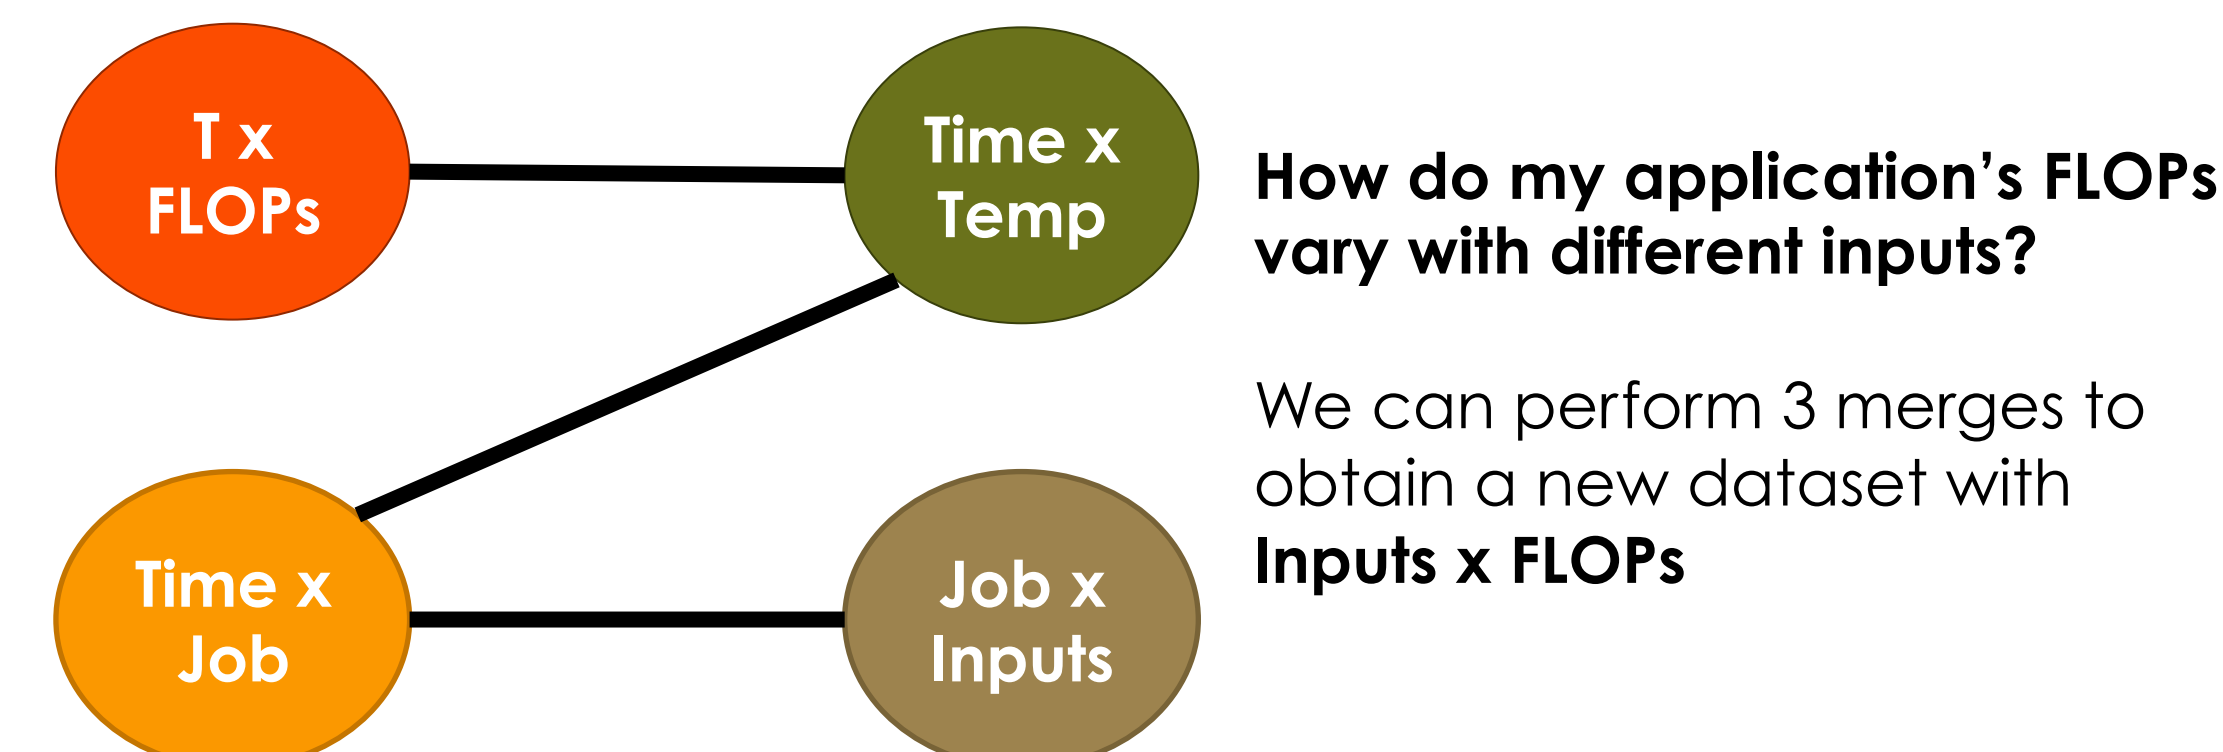 T x
FLOPs
Time x
Temp
Time x
Job
Job x
Inputs
How do my application’s FLOPs
vary with different inputs?
We can perform 3 merges to
obtain a new dataset with
Inputs x FLOPs